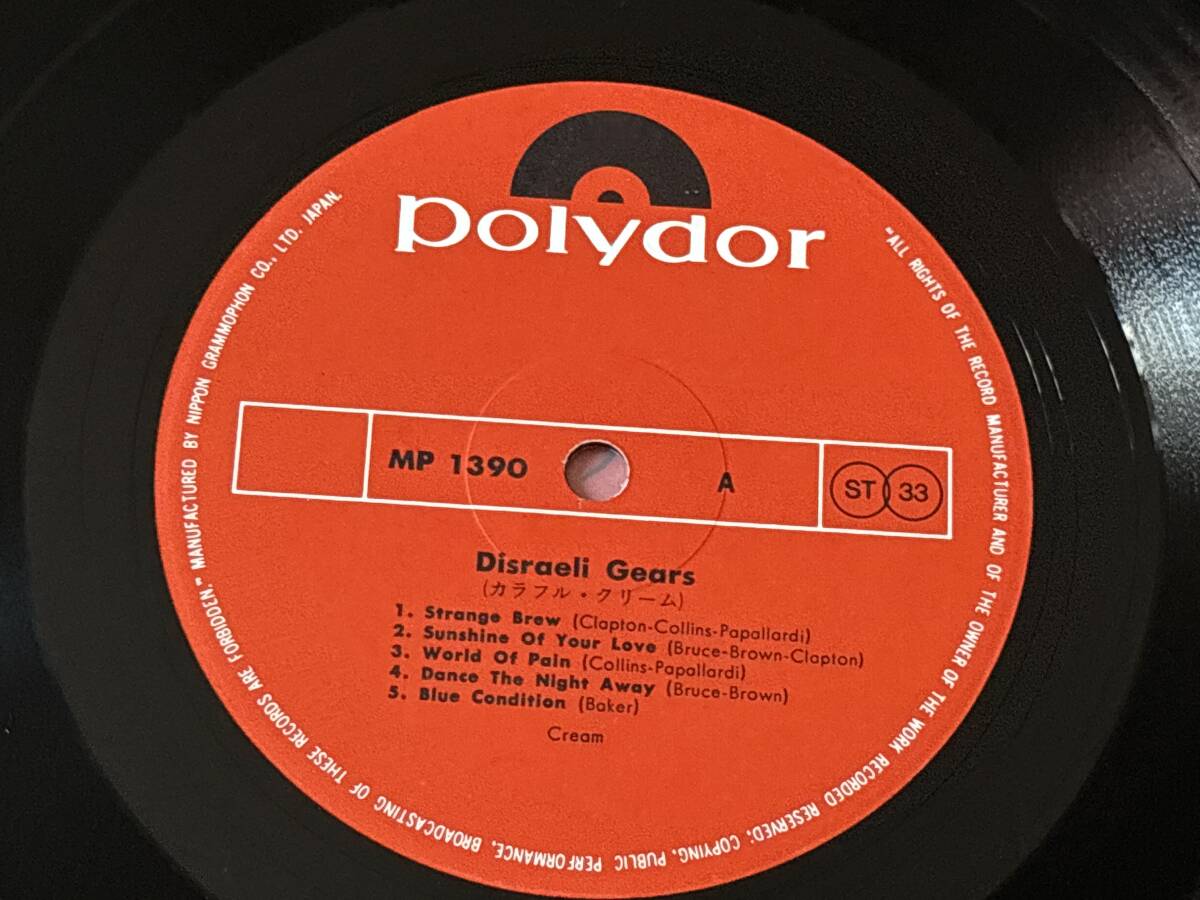 polydor
MP 1390
A
ST 33
Disraeli Gears
(カラフル・クリーム)
1. Strange Brew (Clapton-Collins-Papallardi)
2. Sunshine Of Your Love (Bruce-Brown-Clapton)
3. World Of Pain (Collins-Papallardi)
4. Dance The Night Away (Bruce-Brown)
5. Blue Condition (Baker)
Cream
"ALL RIGHTS OF THE RECORD MANUFACTURER AND OF THE OWNER OF THE WORK RECORDED RESERVED; COPYING, PUBLIC PERFORMANCE, BROADCASTING OF THESE RECORDS ARE FORBIDDEN." MANUFACTURED BY NIPPON GRAMMOPHON CO., LTD. JAPAN.